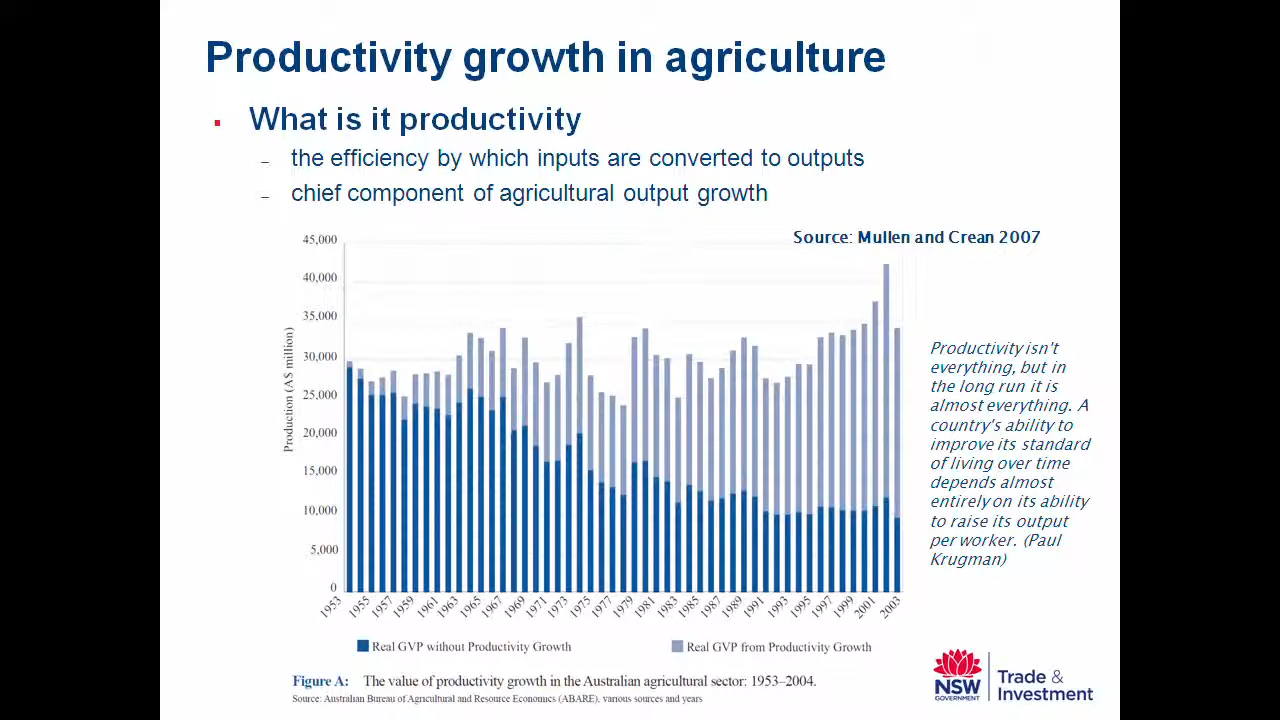 Productivity growth in agriculture
▪ What is it productivity
– the efficiency by which inputs are converted to outputs
– chief component of agricultural output growth
Source: Mullen and Crean 2007
Production (A$ million)
45,000
40,000
35,000
30,000
25,000
20,000
15,000
10,000
5,000
0
1953 1955 1957 1959 1961 1963 1965 1967 1969 1971 1973 1975 1977 1979 1981 1983 1985 1987 1989 1991 1993 1995 1997 1999 2001 2003
Real GVP without Productivity Growth
Real GVP from Productivity Growth
Figure A: The value of productivity growth in the Australian agricultural sector: 1953–2004.
Source: Australian Bureau of Agricultural and Resource Economics (ABARE), various sources and years
Productivity isn't
everything, but in
the long run it is
almost everything. A
country's ability to
improve its standard
of living over time
depends almost
entirely on its ability
to raise its output
per worker. (Paul
Krugman)
NSW
GOVERNMENT
Trade &
Investment